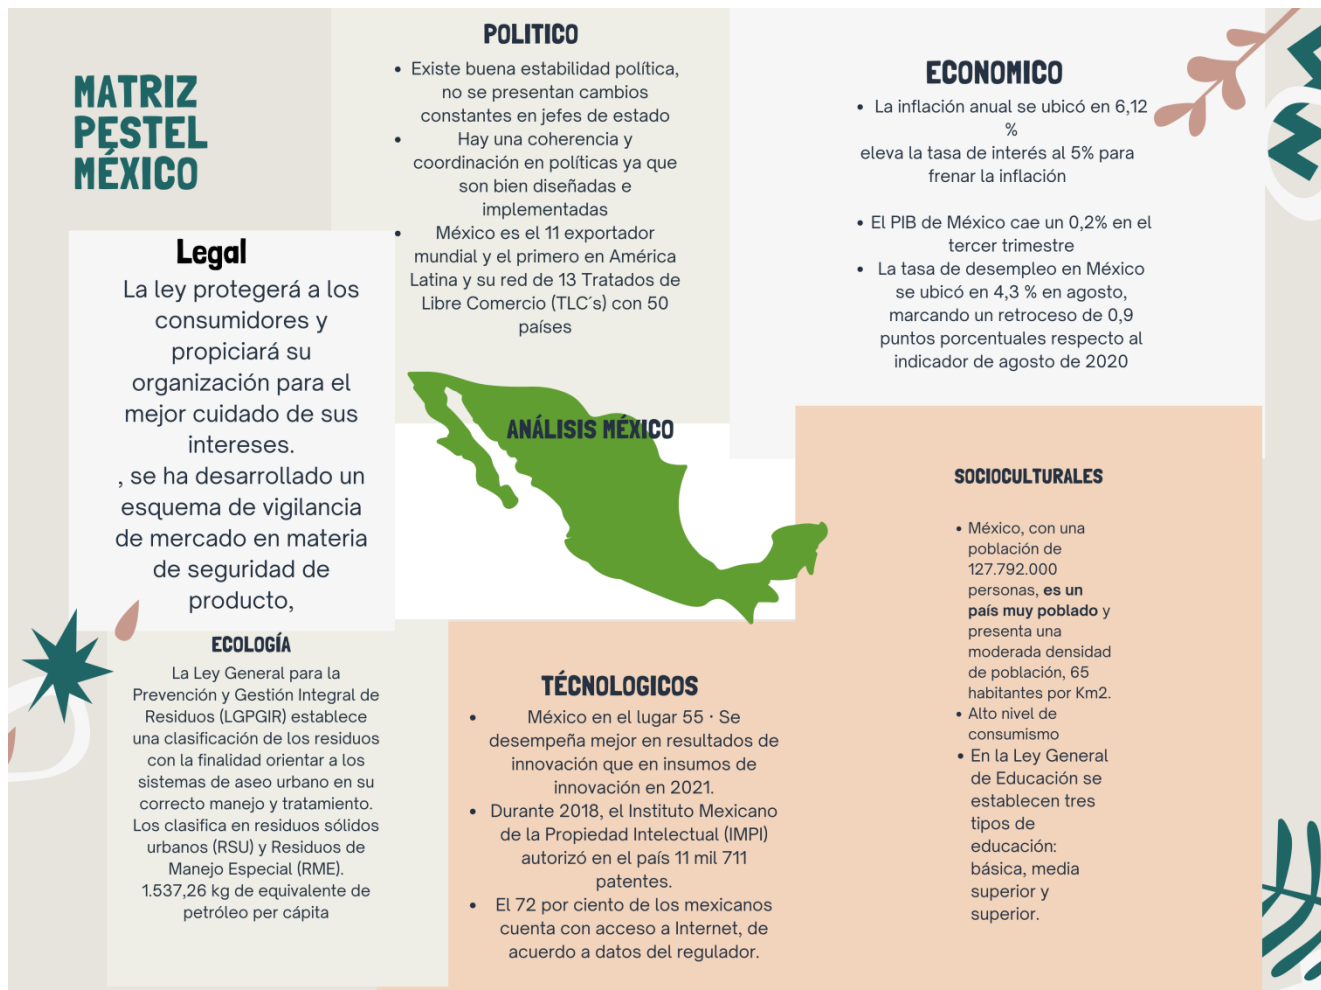 MATRIZ
PESTEL
MÉXICO
POLITICO
• Existe buena estabilidad política,
no se presentan cambios
constantes en jefes de estado
• Hay una coherencia y
coordinación en políticas ya que
son bien diseñadas e
implementadas
• México es el 11 exportador
mundial y el primero en América
Latina y su red de 13 Tratados de
Libre Comercio (TLC´s) con 50
países
ECONOMICO
• La inflación anual se ubicó en 6,12
%
eleva la tasa de interés al 5% para
frenar la inflación
• El PIB de México cae un 0,2% en el
tercer trimestre
• La tasa de desempleo en México
se ubicó en 4,3 % en agosto,
marcando un retroceso de 0,9
puntos porcentuales respecto al
indicador de agosto de 2020
Legal
La ley protegerá a los
consumidores y
propiciará su
organización para el
mejor cuidado de sus
intereses.
, se ha desarrollado un
esquema de vigilancia
de mercado en materia
de seguridad de
producto,
ANÁLISIS MÉXICO
SOCIOCULTURALES
• México, con una
población de
127.792.000
personas, es un
país muy poblado y
presenta una
moderada densidad
de población, 65
habitantes por Km2.
• Alto nivel de
consumismo
• En la Ley General
de Educación se
establecen tres
tipos de
educación:
básica, media
superior y
superior.
ECOLOGÍA
La Ley General para la
Prevención y Gestión Integral de
Residuos (LGPGIR) establece
una clasificación de los residuos
con la finalidad orientar a los
sistemas de aseo urbano en su
correcto manejo y tratamiento.
Los clasifica en residuos sólidos
urbanos (RSU) y Residuos de
Manejo Especial (RME).
1.537,26 kg de equivalente de
petróleo per cápita
TÉCNOLOGICOS
• México en el lugar 55 · Se
desempeña mejor en resultados de
innovación que en insumos de
innovación en 2021.
• Durante 2018, el Instituto Mexicano
de la Propiedad Intelectual (IMPI)
autorizó en el país 11 mil 711
patentes.
• El 72 por ciento de los mexicanos
cuenta con acceso a Internet, de
acuerdo a datos del regulador.